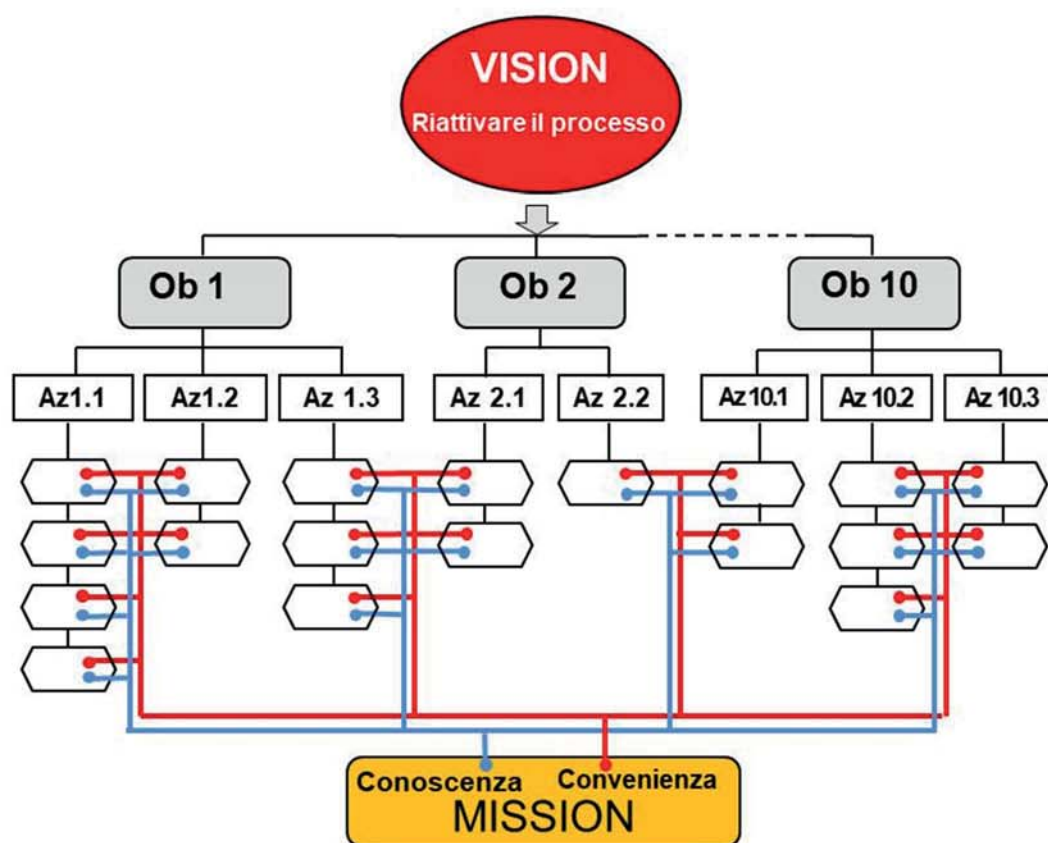 VISION
Riattivare il processo
Ob 1
Ob 2
Ob 10
Az1.1
Az1.2
Az 1.3
Az 2.1
Az 2.2
Az 10.1
Az 10.2
Az 10.3
Conoscenza
Convenienza
MISSION